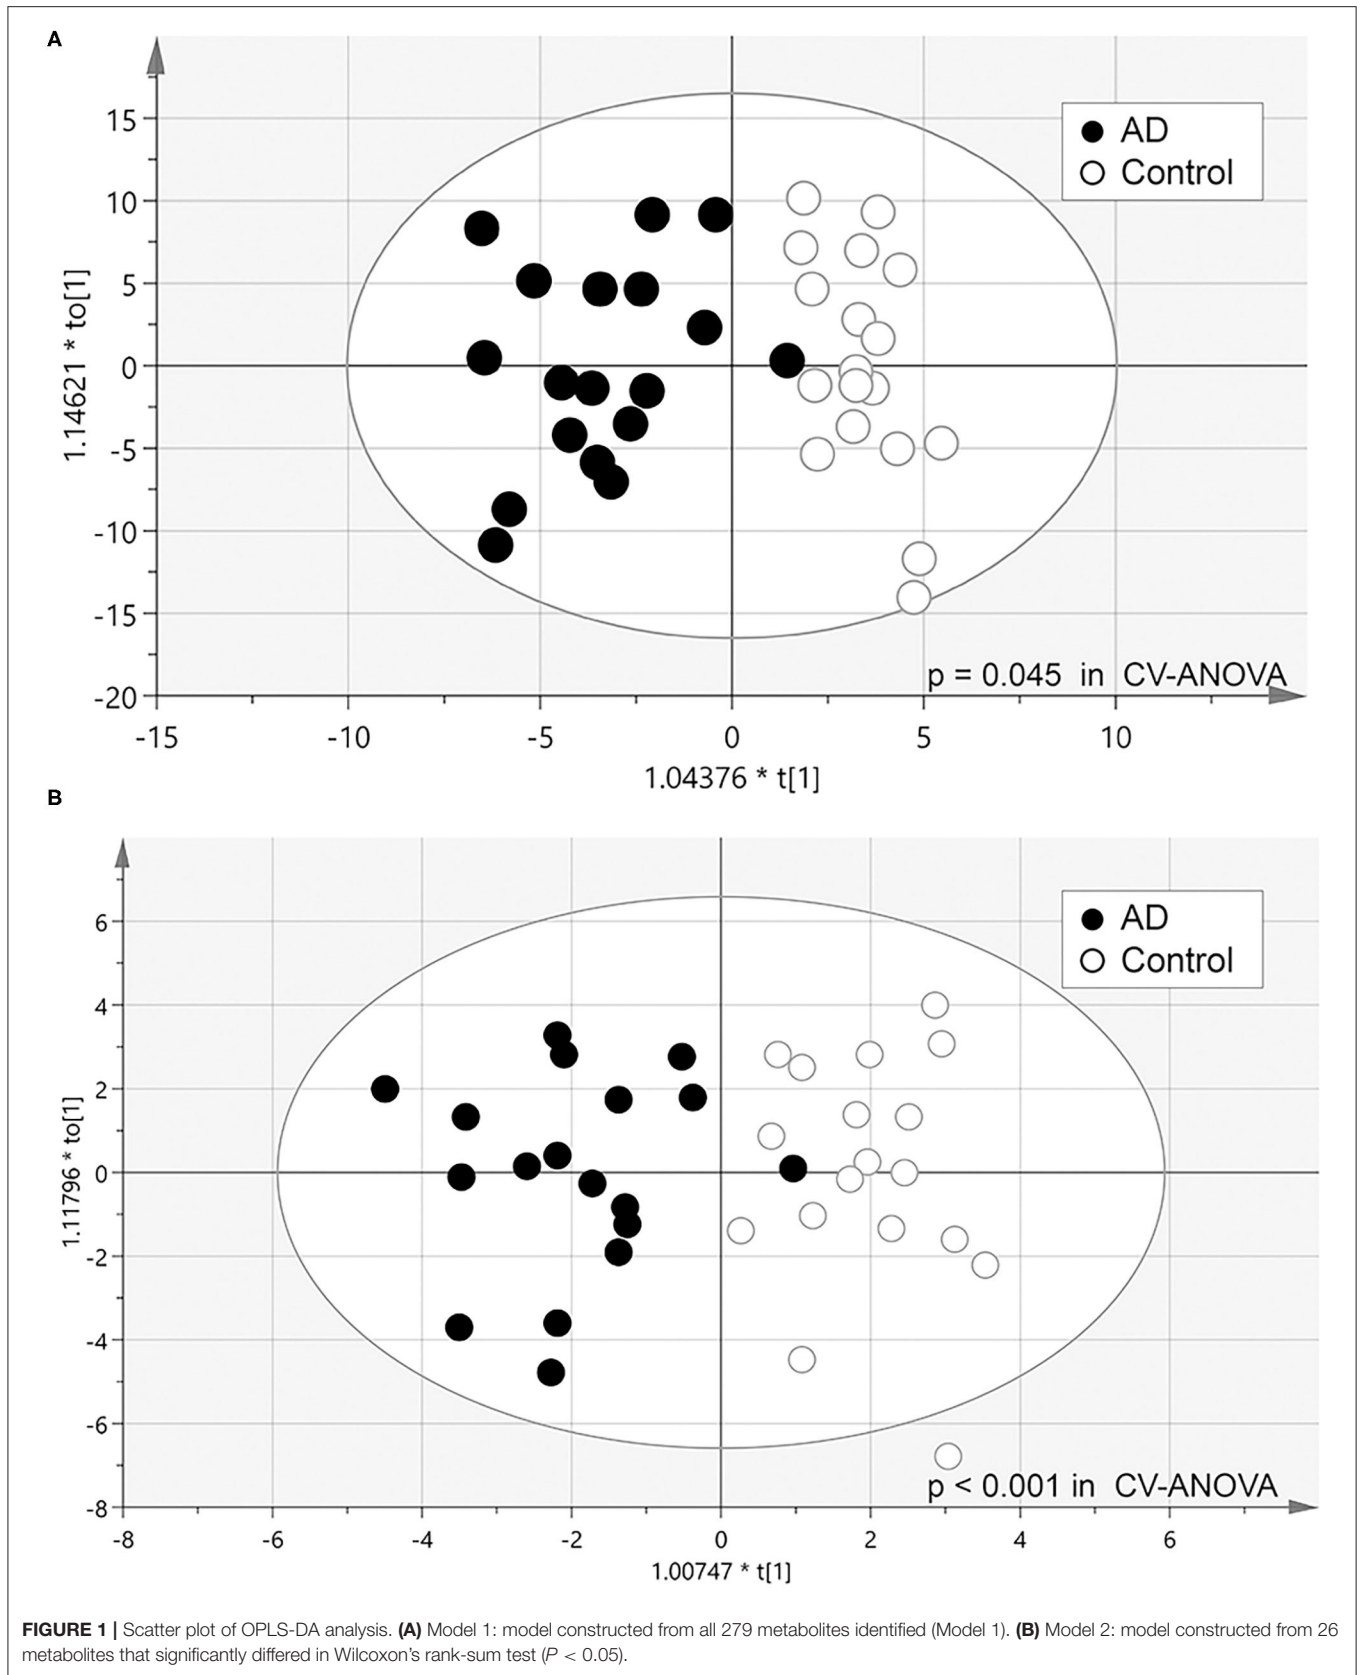 A
AD
Control
15
10
5
0
-5
-10
-15
-20
1.14621 * to[1]
p = 0.045 in CV-ANOVA
-15 -10 -5 0 5 10
1.04376 * t[1]
B
AD
Control
6
4
2
0
-2
-4
-6
-8
1.11796 * to[1]
p < 0.001 in CV-ANOVA
-8 -6 -4 -2 0 2 4 6
1.00747 * t[1]
FIGURE 1 | Scatter plot of OPLS-DA analysis. (A) Model 1: model constructed from all 279 metabolites identified (Model 1). (B) Model 2: model constructed from 26
metabolites that significantly differed in Wilcoxon's rank-sum test (P < 0.05).